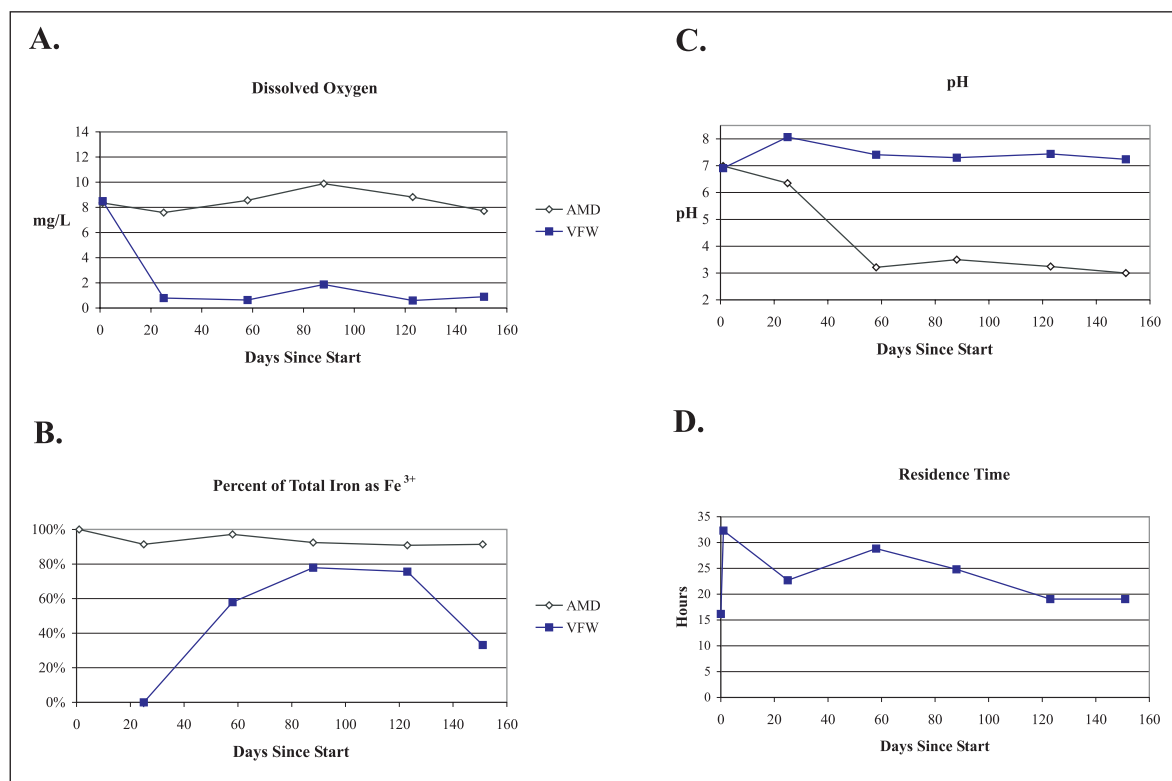 A.
Dissolved Oxygen
14
12
10
8
6
4
2
0
mg/L
0 20 40 60 80 100 120 140 160
Days Since Start
AMD
VFW
B.
Percent of Total Iron as Fe 3+
100%
80%
60%
40%
20%
0%
0 20 40 60 80 100 120 140 160
Days Since Start
AMD
VFW
C.
pH
8
7
6
5
4
3
2
pH
0 20 40 60 80 100 120 140 160
Days Since Start
D.
Residence Time
35
30
25
20
15
10
5
0
Hours
0 20 40 60 80 100 120 140 160
Days Since Start